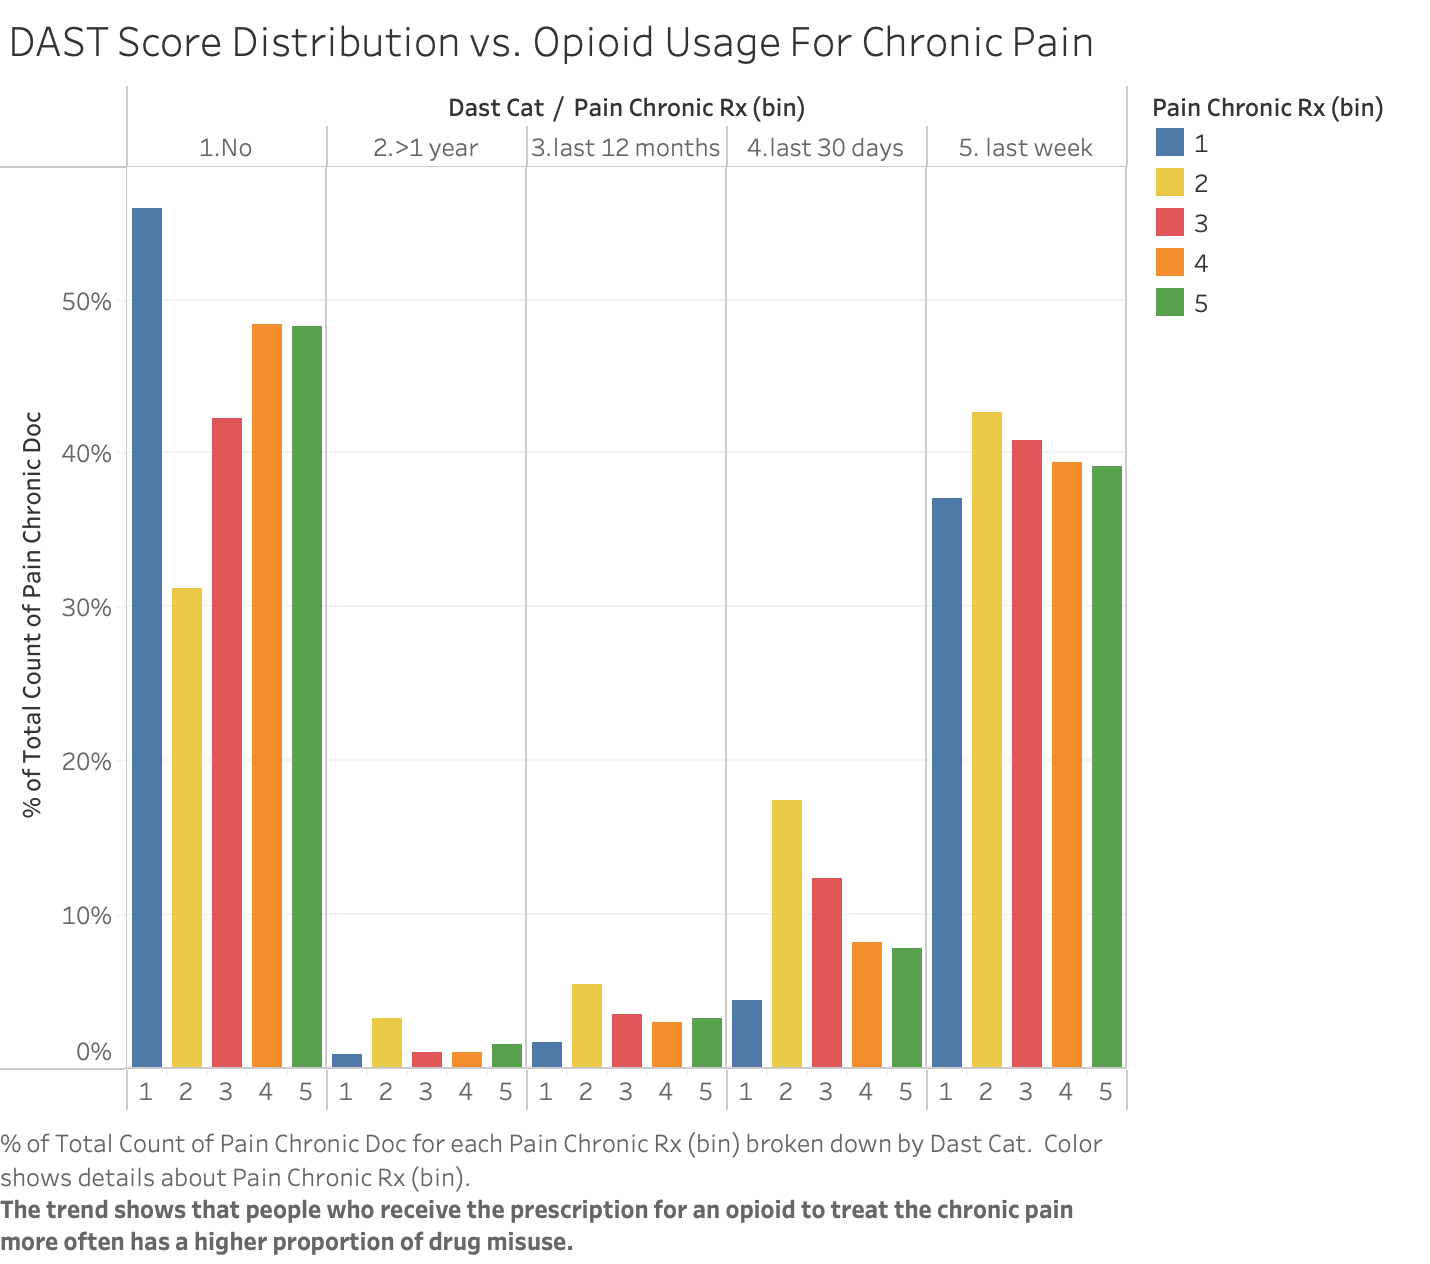 DAST Score Distribution vs. Opioid Usage For Chronic Pain
Dast Cat / Pain Chronic Rx (bin)
1.No 2.>1 year 3.last 12 months 4.last 30 days 5. last week
Pain Chronic Rx (bin)
1
2
3
4
5
% of Total Count of Pain Chronic Doc
50%
40%
30%
20%
10%
0%
1 2 3 4 5 1 2 3 4 5 1 2 3 4 5 1 2 3 4 5 1 2 3 4 5
% of Total Count of Pain Chronic Doc for each Pain Chronic Rx (bin) broken down by Dast Cat. Color
shows details about Pain Chronic Rx (bin).
The trend shows that people who receive the prescription for an opioid to treat the chronic pain
more often has a higher proportion of drug misuse.